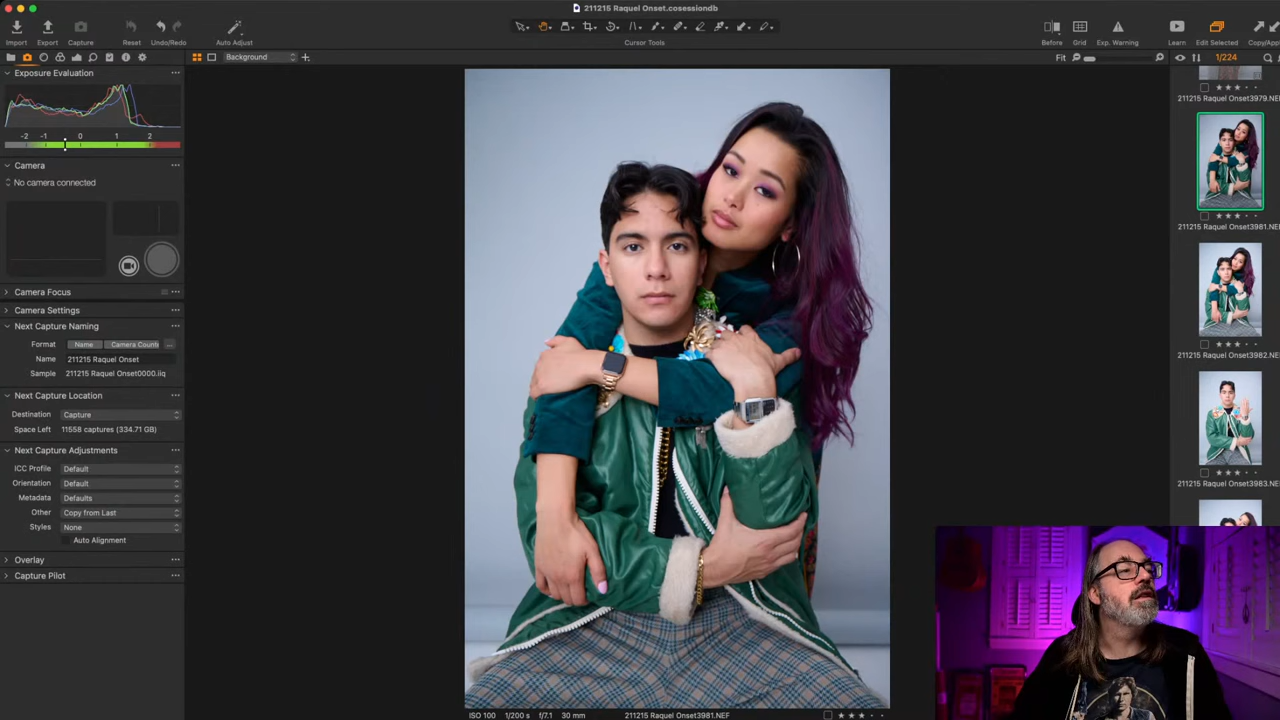 211215 Raquel Onset.cosessiondb
Import
Export
Capture
Reset
Undo/Redo
Auto Adjust
Cursor Tools
Before
Grid
Exp. Warning
Learn
Edit Selected
Background
Fit
1/224
Exposure Evaluation
-2 -1 0 1 2
Camera
No camera connected
Camera Focus
Camera Settings
Next Capture Naming
Format Name
Name 211215 Raquel Onset
Sample 211215 Raquel Onset0000.iiq
Next Capture Location
Destination Capture
Space Left 11558 captures (334.71 GB)
Next Capture Adjustments
ICC Profile Default
Orientation Default
Metadata Defaults
Other Copy from Last
Styles None
Auto Alignment
Overlay
Capture Pilot
211215 Raquel Onset3979.NEF
211215 Raquel Onset3981.NEF
211215 Raquel Onset3982.NEF
211215 Raquel Onset3983.NEF
ISO 100 1/200 s f/7.1 30 mm 211215 Raquel Onset3981.NEF